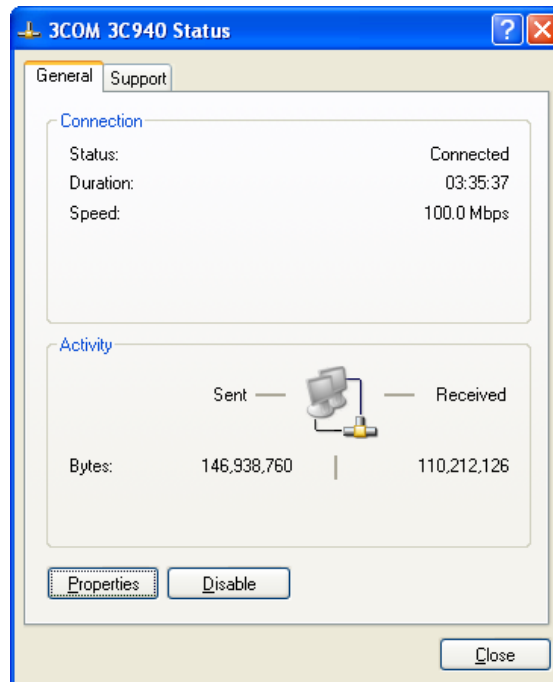 3COM 3C940 Status
General Support
Connection
Status: Connected
Duration: 03:35:37
Speed: 100.0 Mbps
Activity
Sent Received
Bytes: 146,938,760 110,212,126
Properties Disable
Close